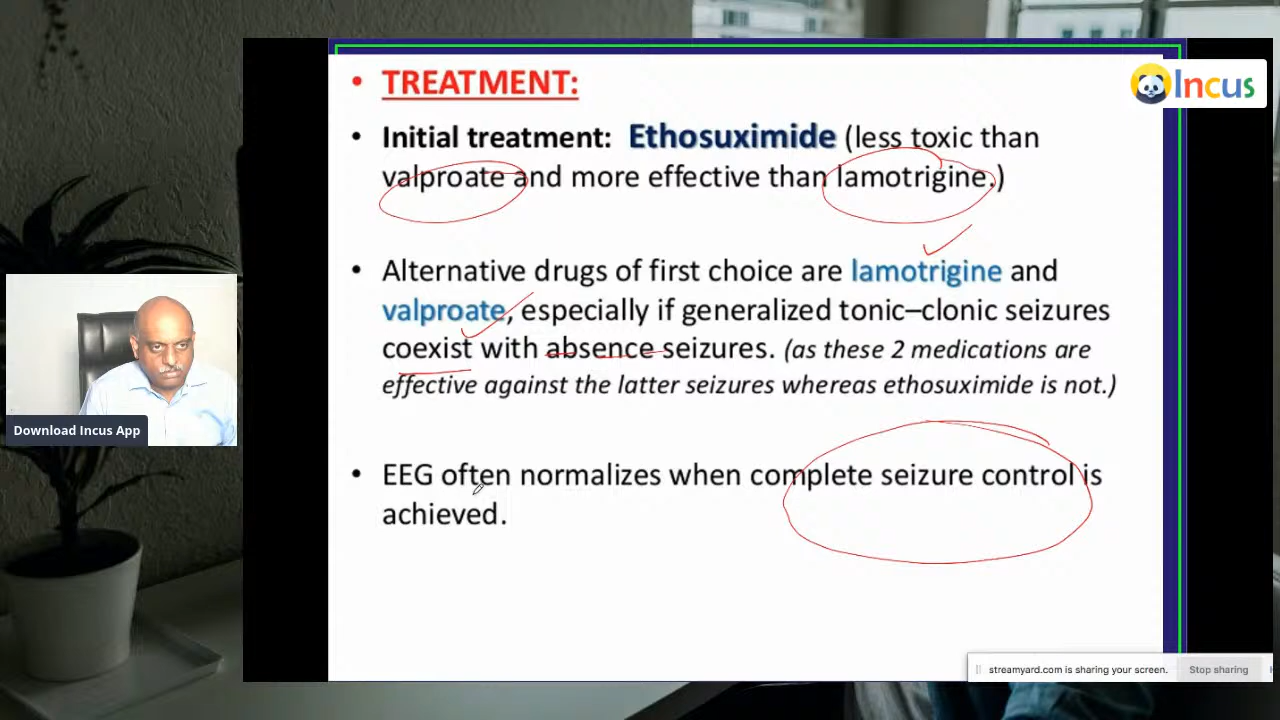 Incus
• TREATMENT:
• Initial treatment: Ethosuximide (less toxic than
valproate and more effective than lamotrigine.)
• Alternative drugs of first choice are lamotrigine and
valproate, especially if generalized tonic–clonic seizures
coexist with absence seizures. (as these 2 medications are
effective against the latter seizures whereas ethosuximide is not.)
• EEG often normalizes when complete seizure control is
achieved.
Download Incus App
streamyard.com is sharing your screen. Stop sharing